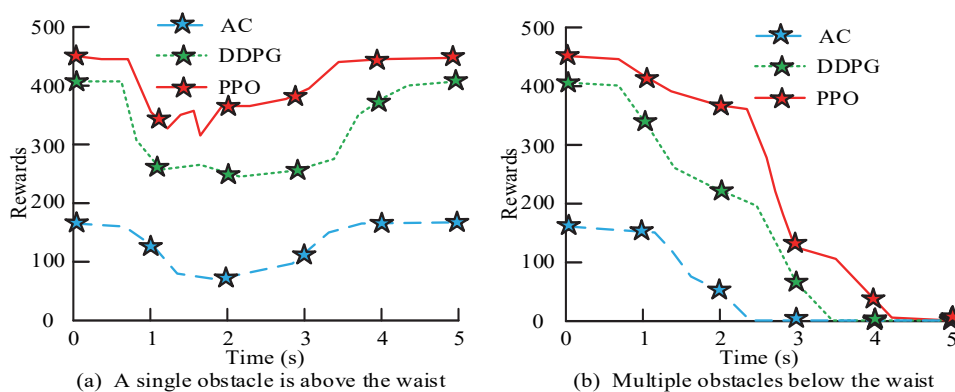 500
400
300
200
100
0
Rewards
AC
DDPG
PPO
0 1 2 3 4 5
Time (s)
(a) A single obstacle is above the waist
500
400
300
200
100
0
Rewards
AC
DDPG
PPO
0 1 2 3 4 5
Time (s)
(b) Multiple obstacles below the waist